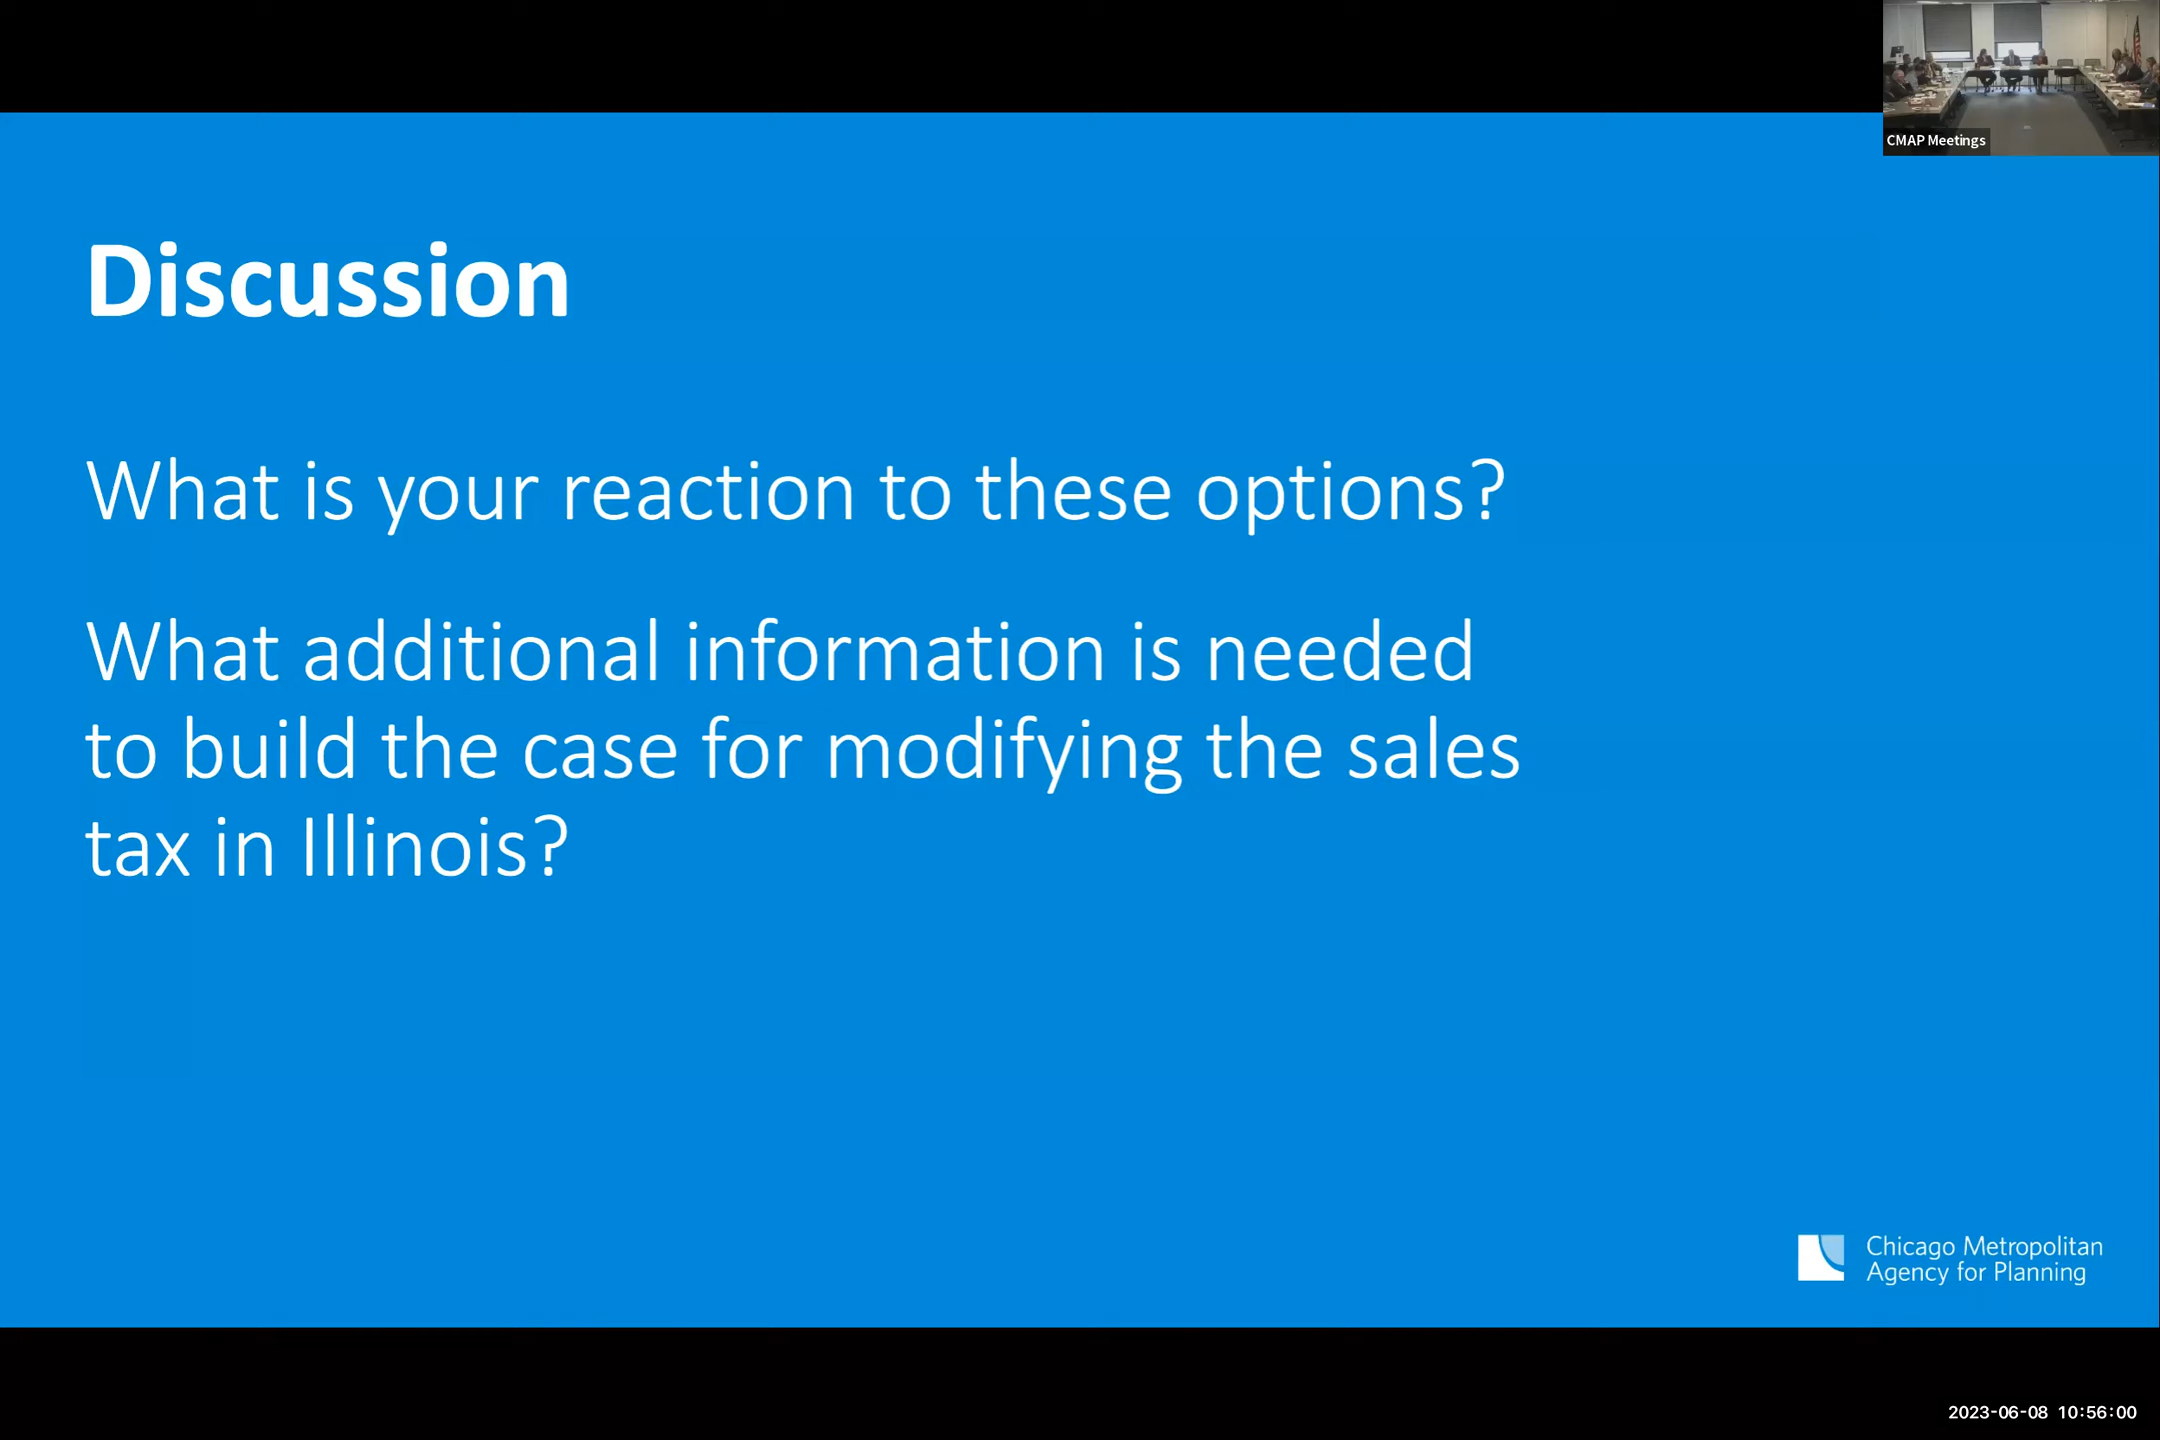 CMAP Meetings
Discussion
What is your reaction to these options?
What additional information is needed
to build the case for modifying the sales
tax in Illinois?
Chicago Metropolitan
Agency for Planning
2023-06-08 10:56:00